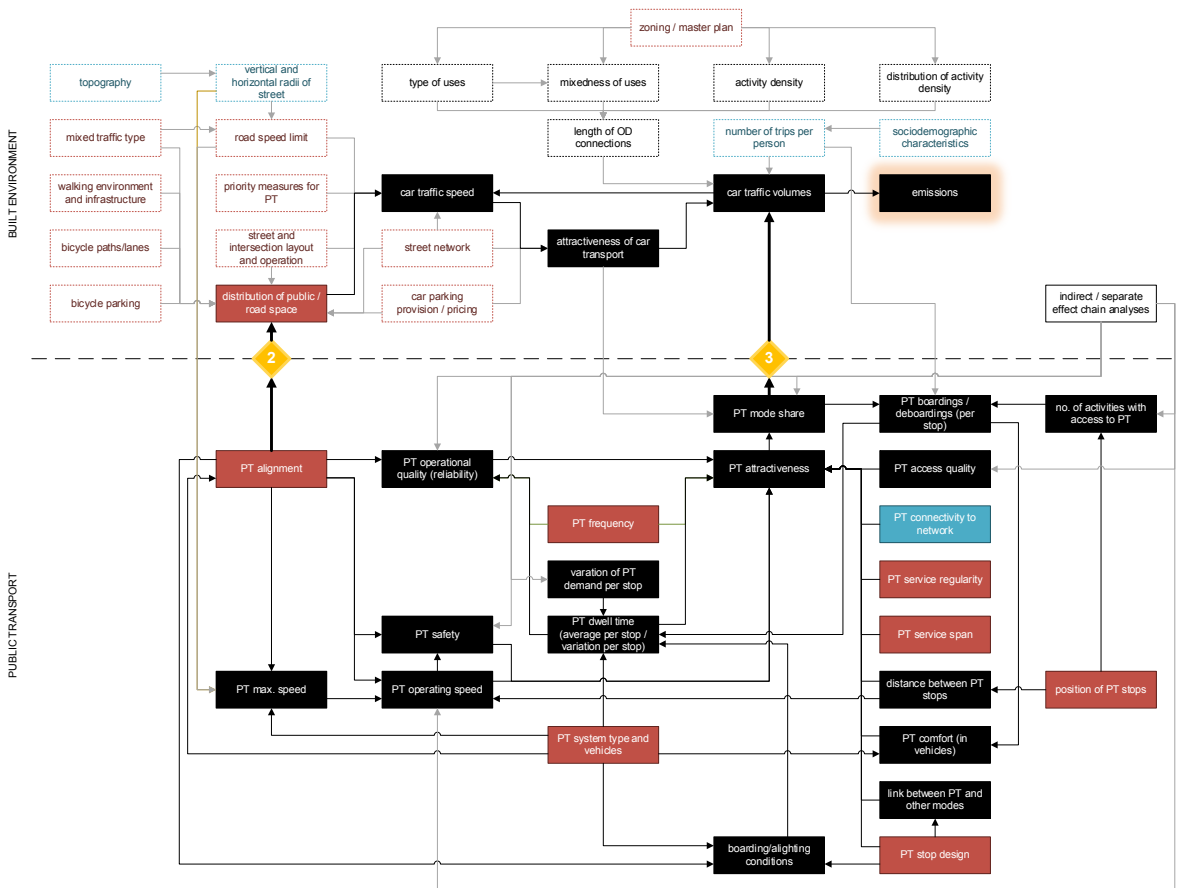 zoning / master plan
topography
vertical and
horizontal radii of
street
type of uses
mixedness of uses
activity density
distribution of activity
density
mixed traffic type
road speed limit
length of OD
connections
number of trips per
person
sociodemographic
characteristics
walking environment
and infrastructure
priority measures for
PT
car traffic speed
car traffic volumes
emissions
bicycle paths/lanes
street and
intersection layout
and operation
street network
attractiveness of car
transport
bicycle parking
distribution of public /
road space
car parking
provision / pricing
indirect / separate
effect chain analyses
BUILT ENVIRONMENT
2
3
PT mode share
PT boardings /
deboardings (per
stop)
no. of activities with
access to PT
PT alignment
PT operational
quality (reliability)
PT attractiveness
PT access quality
PT frequency
PT connectivity to
network
varation of PT
demand per stop
PT service regularity
PT safety
PT dwell time
(average per stop /
variation per stop)
PT service span
PT max. speed
PT operating speed
distance between PT
stops
position of PT stops
PT system type and
vehicles
PT comfort (in
vehicles)
link between PT and
other modes
boarding/alighting
conditions
PT stop design
PUBLIC TRANSPORT